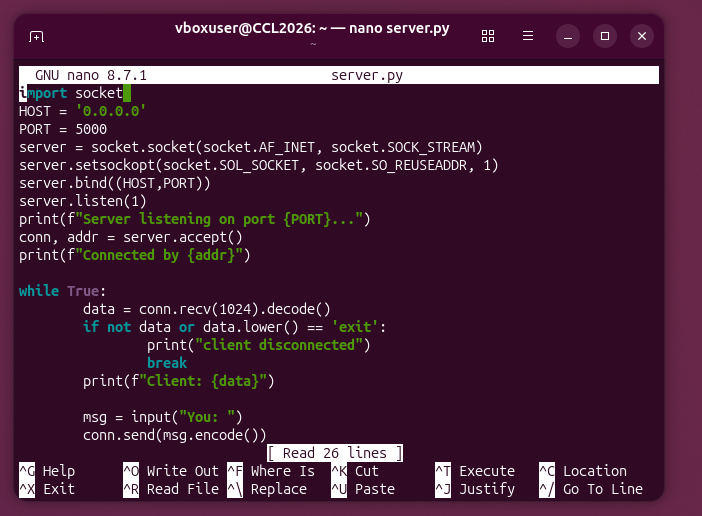 vboxuser@CCL2026: ~ — nano server.py
~
GNU nano 8.7.1 server.py
import socket
HOST = '0.0.0.0'
PORT = 5000
server = socket.socket(socket.AF_INET, socket.SOCK_STREAM)
server.setsockopt(socket.SOL_SOCKET, socket.SO_REUSEADDR, 1)
server.bind((HOST,PORT))
server.listen(1)
print(f"Server listening on port {PORT}...")
conn, addr = server.accept()
print(f"Connected by {addr}")

while True:
        data = conn.recv(1024).decode()
        if not data or data.lower() == 'exit':
                print("client disconnected")
                break
        print(f"Client: {data}")

        msg = input("You: ")
        conn.send(msg.encode())
[ Read 26 lines ]
^G Help ^O Write Out ^F Where Is ^K Cut ^T Execute ^C Location
^X Exit ^R Read File ^\ Replace ^U Paste ^J Justify ^/ Go To Line